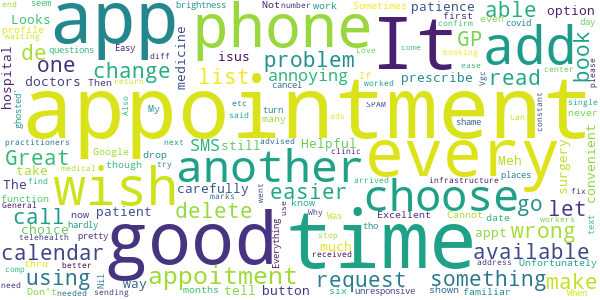 end seem brightness Not number work Sometimes patience first option
Looks profile waiting app phone It add able covid day
Easy diff isus GP confirm even book
hospital de one change medicine problem prescribe
questions ease Vgc come
doctors Then return list annoying Love read center please
ghosted' Also My turn cancel If worked booking
appointment
practitioners etc said many SPAM ads shame Lan constant single never
Great next SMS still advised Helpful another every Meh places surgery convenient
take though drop Google medical try clinic
The find wish carefully easier choose infrastructure go let fix
function General now patient delete went marks know arrived Excellent Cannot date workers
call hardly Everything use Why tho appt wrong text
telehealth choice pretty good Was time available
calendar thru better Nil appoitment much stop received request something address Unfortunately make
need comp Don't needed using sending way months tell six button unresponsive shown familiar When